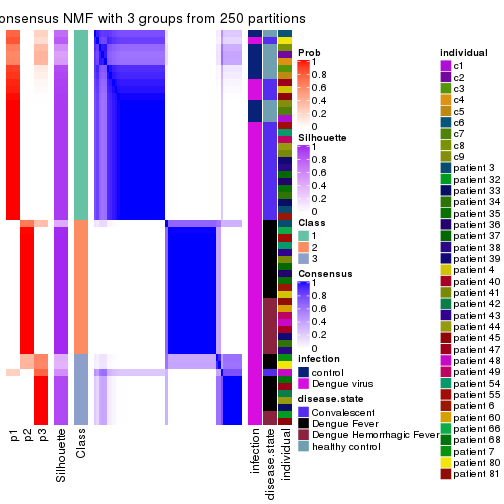 onsensus NMF with 3 groups from 250 partitions
Prob
1
0.8
0.6
0.4
0.2
0
Silhouette
1
0.8
0.6
0.4
0.2
0
Class
1
2
3
Consensus
1
0.8
0.6
0.4
0.2
0
infection
control
Dengue virus
disease.state
Convalescent
Dengue Fever
Dengue Hemorrhagic Fever
healthy control
individual
c1
c2
c3
c4
c5
c6
c7
c8
c9
patient 3
patient 32
patient 33
patient 34
patient 35
patient 36
patient 37
patient 38
patient 39
patient 4
patient 40
patient 41
patient 42
patient 43
patient 44
patient 45
patient 47
patient 48
patient 49
patient 54
patient 55
patient 6
patient 60
patient 66
patient 68
patient 7
patient 80
patient 81
p1
p2
p3
Silhouette
Class
infection
disease.state
individual